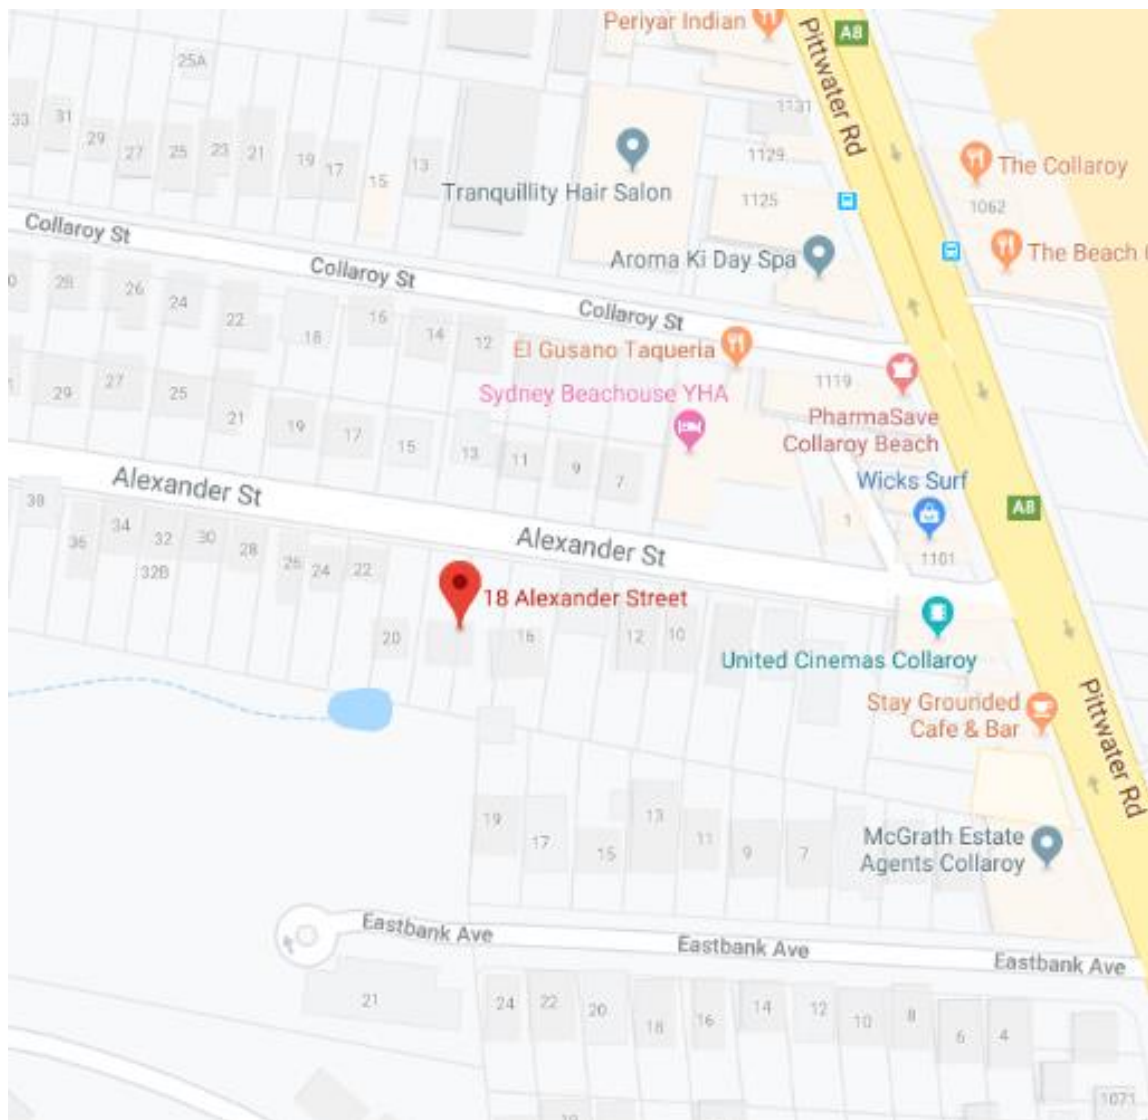 Periyar Indian
A8
Pittwater Rd
25A
33
31
29
27
25
23
21
19
17
15
13
Tranquillity Hair Salon
1131
1129
1125
The Collaroy
1062
Collaroy St
Aroma Ki Day Spa
The Beach
Collaroy St
28
26
24
22
18
16
14
12
Collaroy St
El Gusano Taqueria
1119
Sydney Beachouse YHA
PharmaSave
Collaroy Beach
29
27
25
21
19
17
15
13
11
9
7
Wicks Surf
A8
Alexander St
1
1101
38
36
34
32
32B
30
28
26
24
22
Alexander St
18 Alexander Street
20
16
12
10
United Cinemas Collaroy
Stay Grounded
Cafe & Bar
Pittwater Rd
19
17
15
13
11
9
7
McGrath Estate
Agents Collaroy
Eastbank Ave
Eastbank Ave
Eastbank Ave
21
24
22
20
18
16
14
12
10
8
6
4
1071